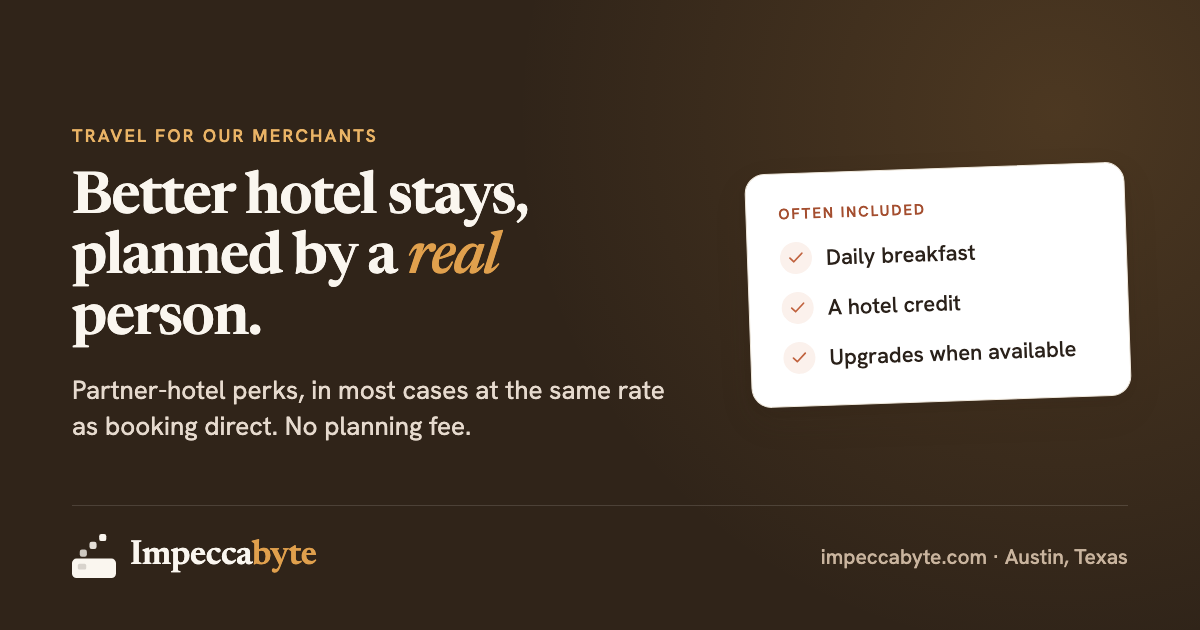 TRAVEL FOR OUR MERCHANTS
Better hotel stays,
planned by a real
person.
Partner-hotel perks, in most cases at the same rate
as booking direct. No planning fee.
OFTEN INCLUDED
Daily breakfast
A hotel credit
Upgrades when available
Impeccabyte
impeccabyte.com · Austin, Texas